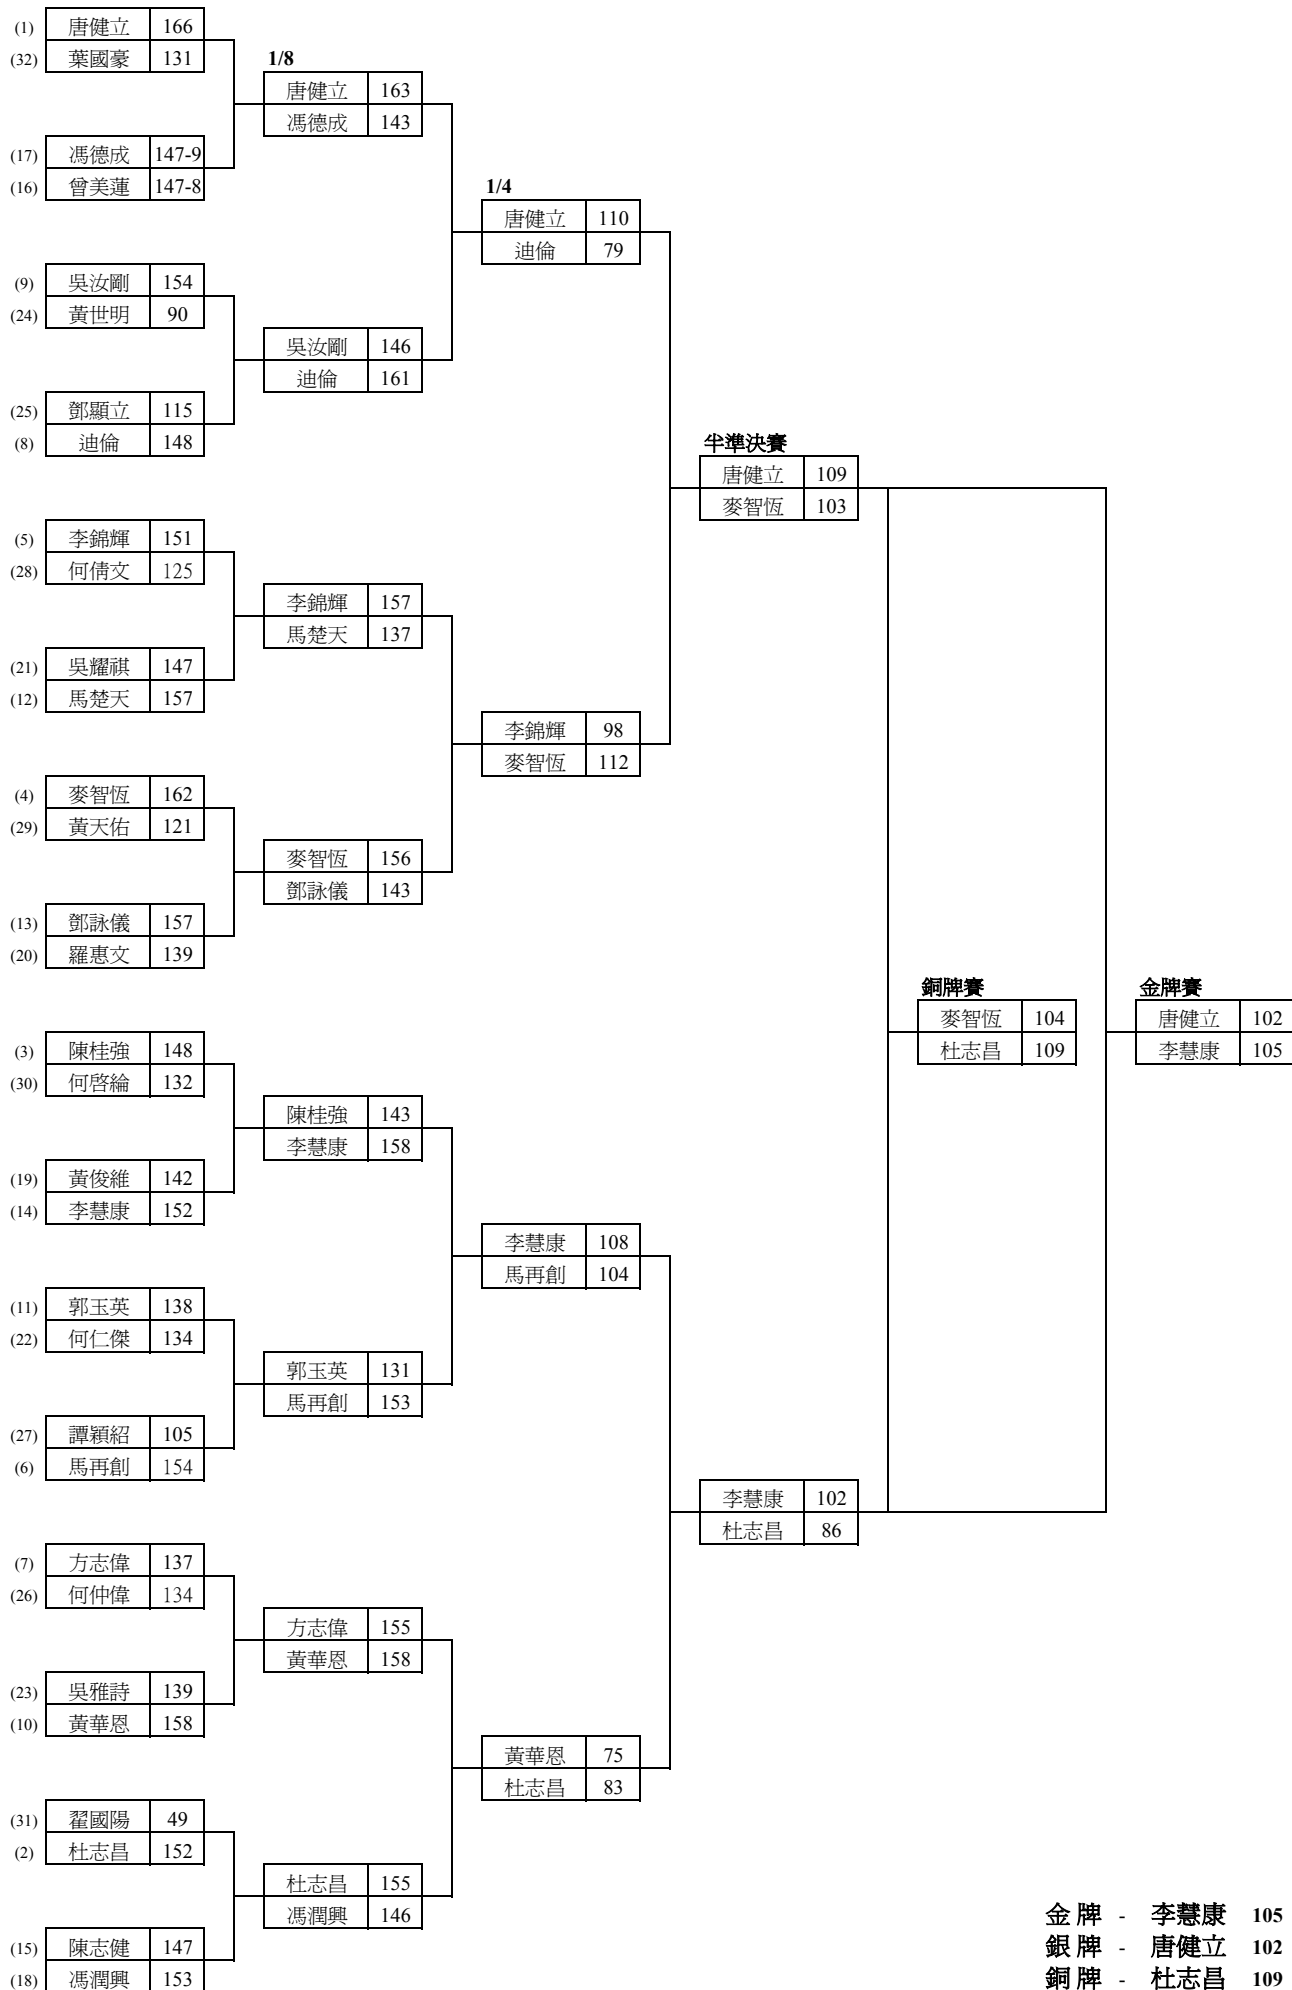 (1) 唐健立 166
(32) 葉國豪 131
1/8
唐健立 163
馮德成 143
(17) 馮德成 147-9
(16) 曾美蓮 147-8
1/4
唐健立 110
迪倫 79
(9) 吳汝剛 154
(24) 黃世明 90
吳汝剛 146
迪倫 161
(25) 鄧顯立 115
(8) 迪倫 148
半準決賽
唐健立 109
麥智恆 103
(5) 李錦輝 151
(28) 何倩文 125
李錦輝 157
馬楚天 137
(21) 吳耀祺 147
(12) 馬楚天 157
李錦輝 98
麥智恆 112
(4) 麥智恆 162
(29) 黃天佑 121
麥智恆 156
鄧詠儀 143
(13) 鄧詠儀 157
(20) 羅惠文 139
銅牌賽
麥智恆 104
杜志昌 109
金牌賽
唐健立 102
李慧康 105
(3) 陳桂強 148
(30) 何啓綸 132
陳桂強 143
李慧康 158
(19) 黃俊維 142
(14) 李慧康 152
李慧康 108
馬再創 104
(11) 郭玉英 138
(22) 何仁傑 134
郭玉英 131
馬再創 153
(27) 譚穎紹 105
(6) 馬再創 154
李慧康 102
杜志昌 86
(7) 方志偉 137
(26) 何仲偉 134
方志偉 155
黃華恩 158
(23) 吳雅詩 139
(10) 黃華恩 158
黃華恩 75
杜志昌 83
(31) 翟國陽 49
(2) 杜志昌 152
杜志昌 155
馮潤興 146
(15) 陳志健 147
(18) 馮潤興 153
金牌 - 李慧康 105
銀牌 - 唐健立 102
銅牌 - 杜志昌 109